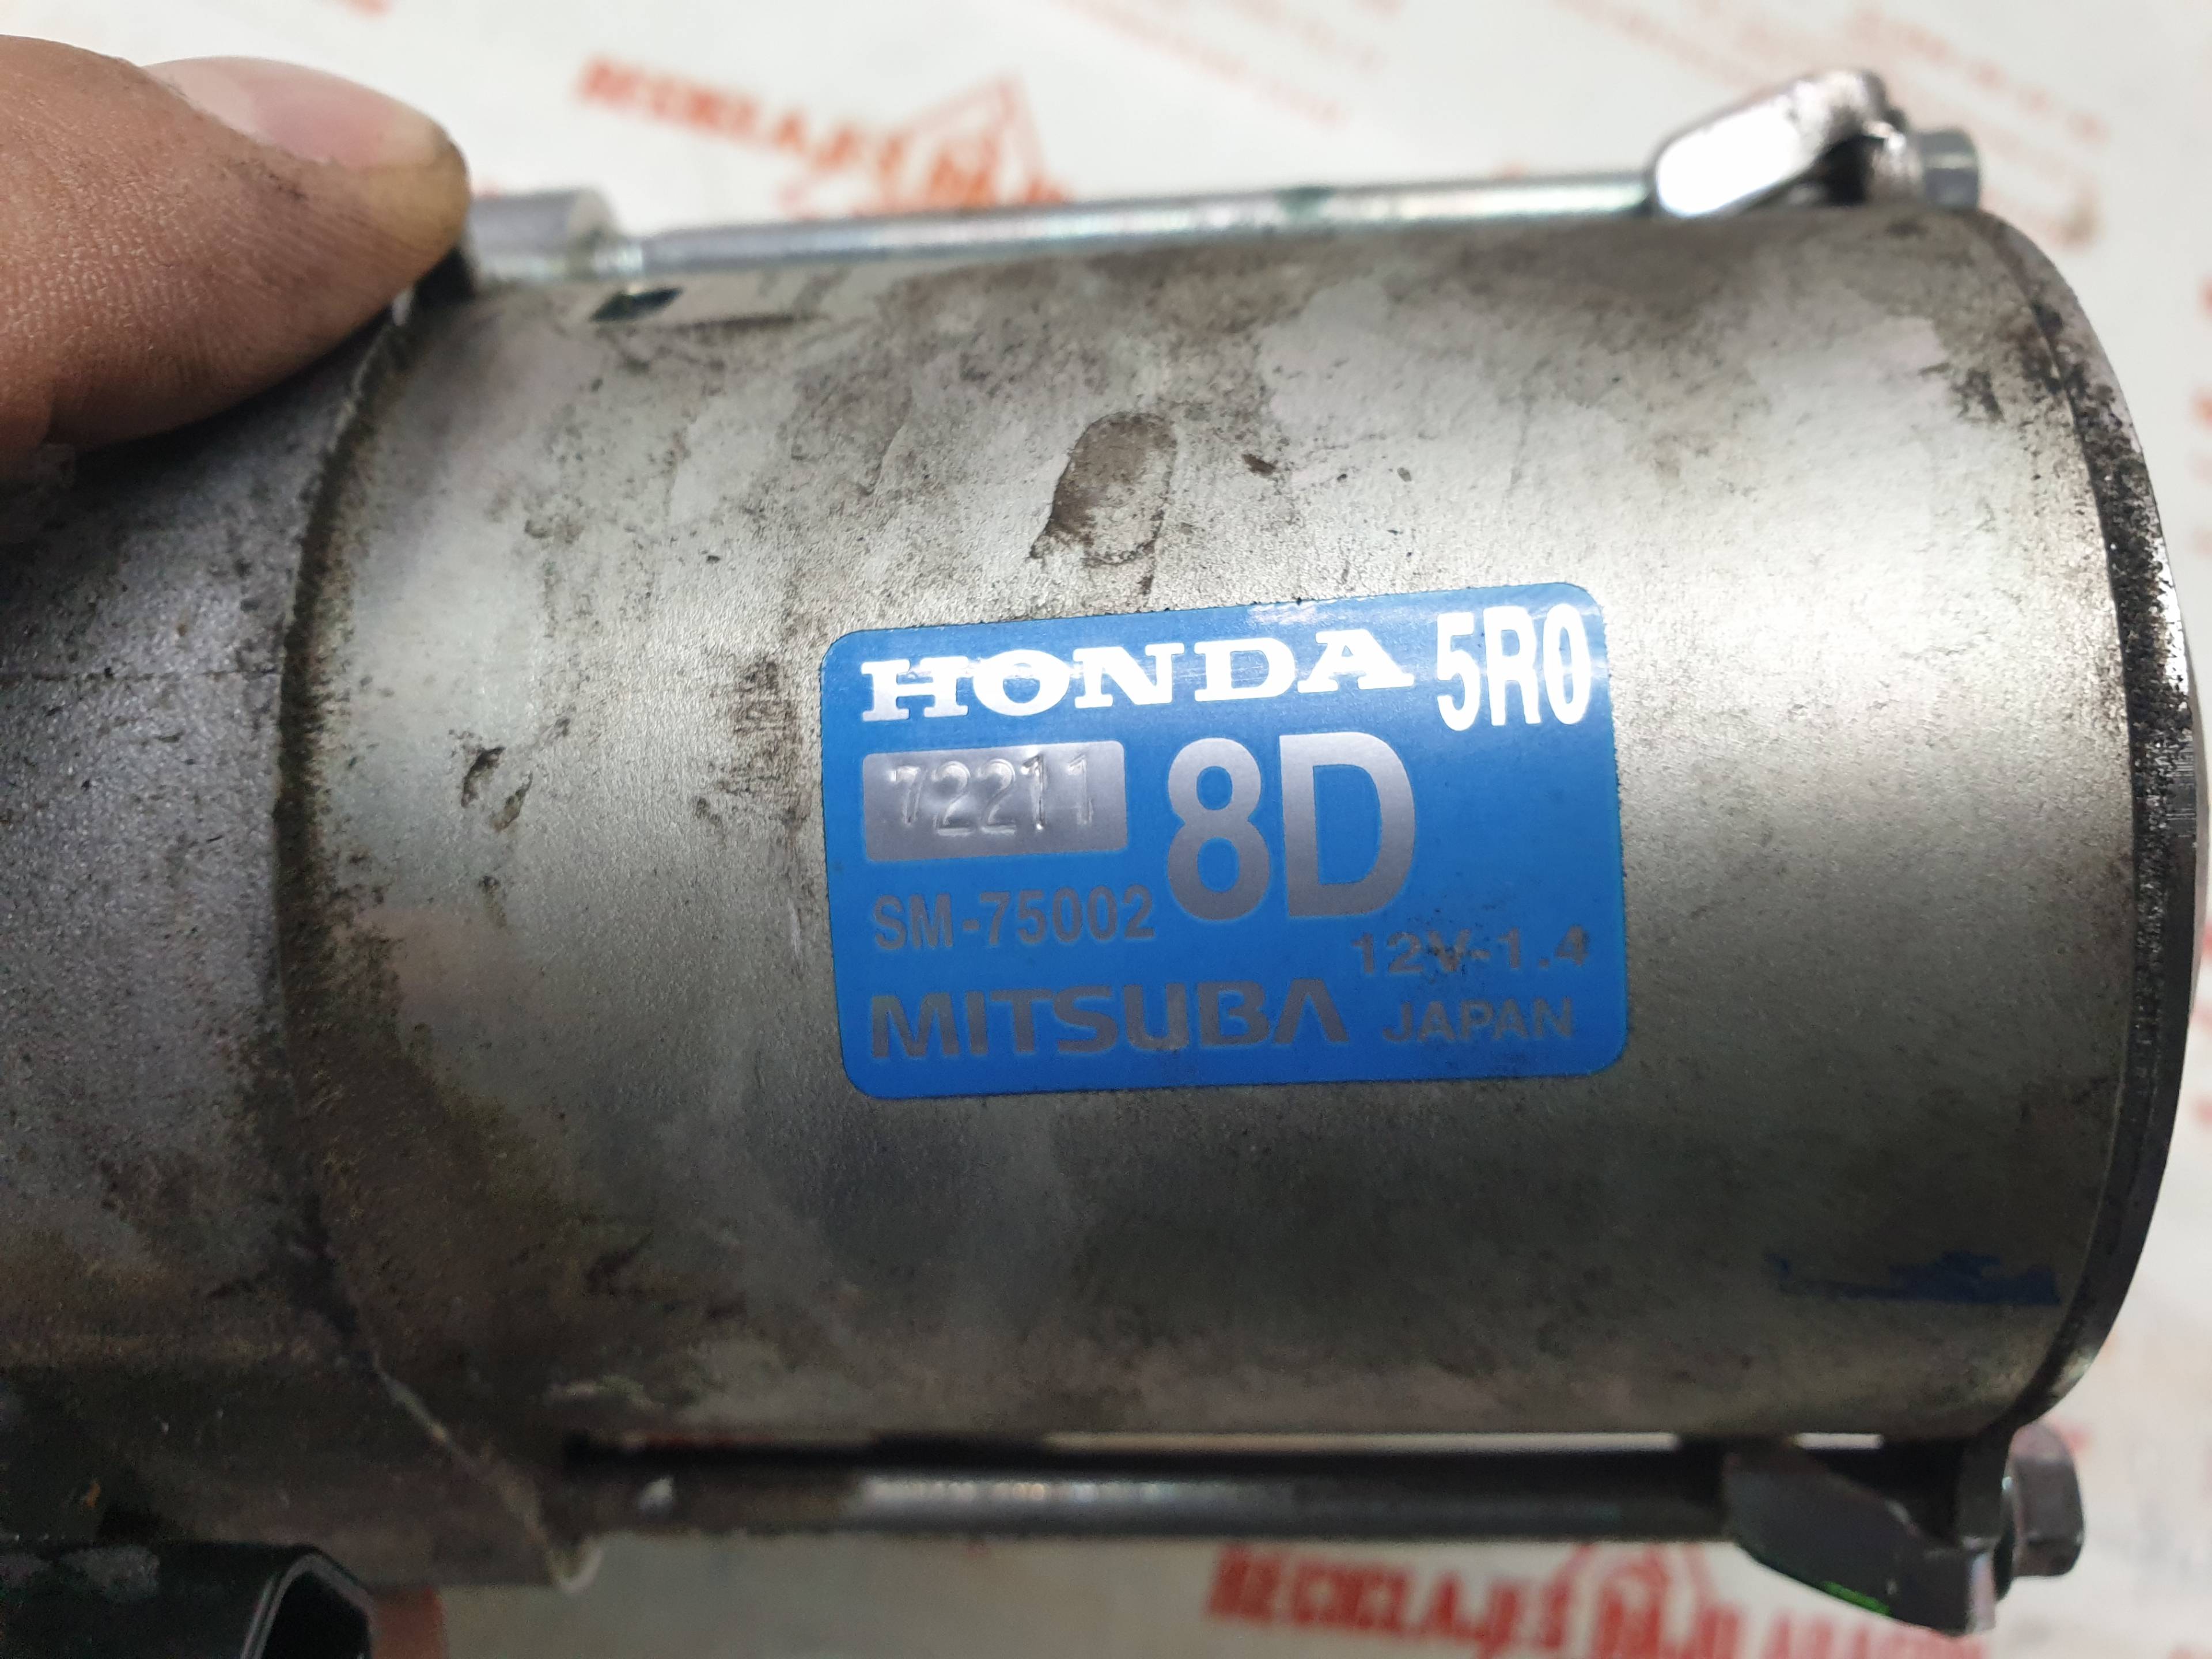 HONDA 5R0
72211 8D
SM-75002
12V-1.4
MITSUBA JAPAN